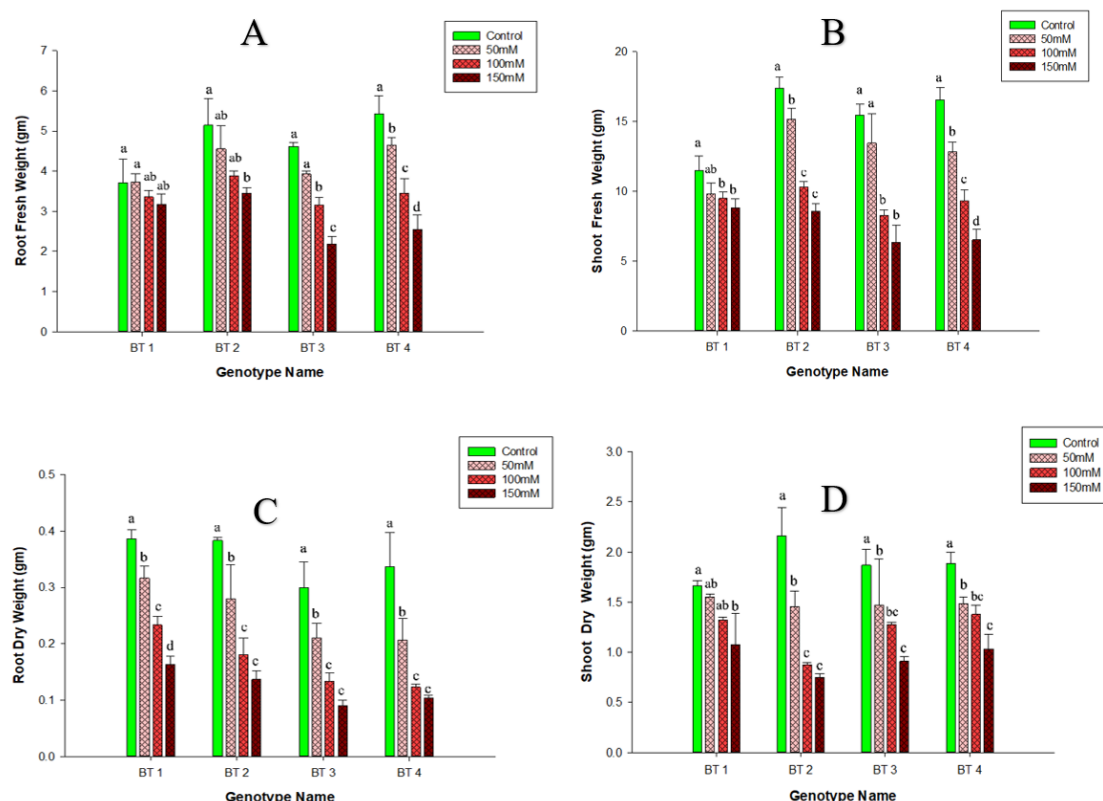 A
Control
50mM
100mM
150mM
7
6
5
4
3
2
1
0
Root Fresh Weight (gm)
a
a
ab
ab
a
ab
ab
b
a
a
b
c
a
b
c
d
BT 1
BT 2
BT 3
BT 4
Genotype Name
B
Control
50mM
100mM
150mM
20
15
10
5
0
Shoot Fresh Weight (gm)
a
ab
b
b
a
b
c
c
a
a
b
b
a
b
c
d
BT 1
BT 2
BT 3
BT 4
Genotype Name
C
Control
50mM
100mM
150mM
0.5
0.4
0.3
0.2
0.1
0.0
Root Dry Weight (gm)
a
b
c
d
a
b
c
c
a
b
c
c
a
b
c
c
BT 1
BT 2
BT 3
BT 4
Genotype Name
D
Control
50mM
100mM
150mM
3.0
2.5
2.0
1.5
1.0
0.5
0.0
Shoot Dry Weight (gm)
a
ab
ab
b
a
b
c
c
a
b
bc
c
a
b
bc
c
BT 1
BT 2
BT 3
BT 4
Genotype Name